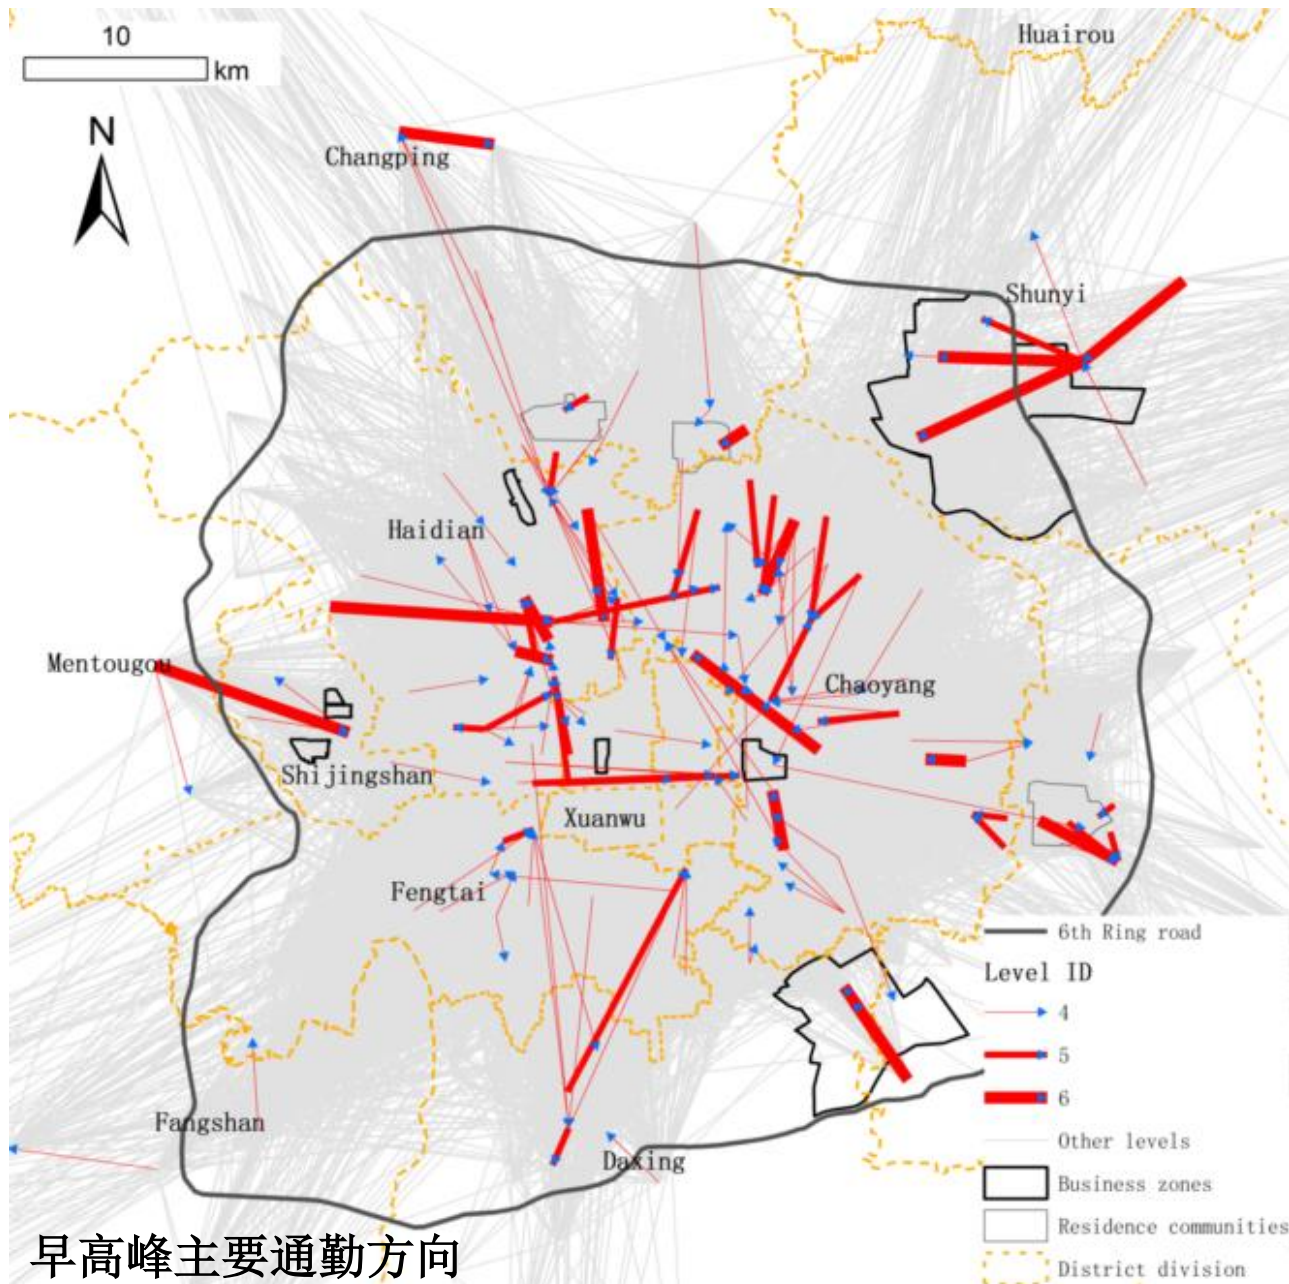 10
km
N
Huairou
Changping
Shunyi
Haidian
Mentougou
Chaoyang
Shijingshan
Xuanwu
Fengtai
Fangshan
Daxing
6th Ring road
Level ID
4
5
6
Other levels
Business zones
Residence communities
District division
早高峰主要通勤方向